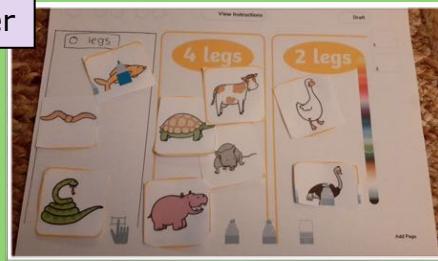 er
View Instructions
Draft
0 legs
4 legs
2 legs
Add Page